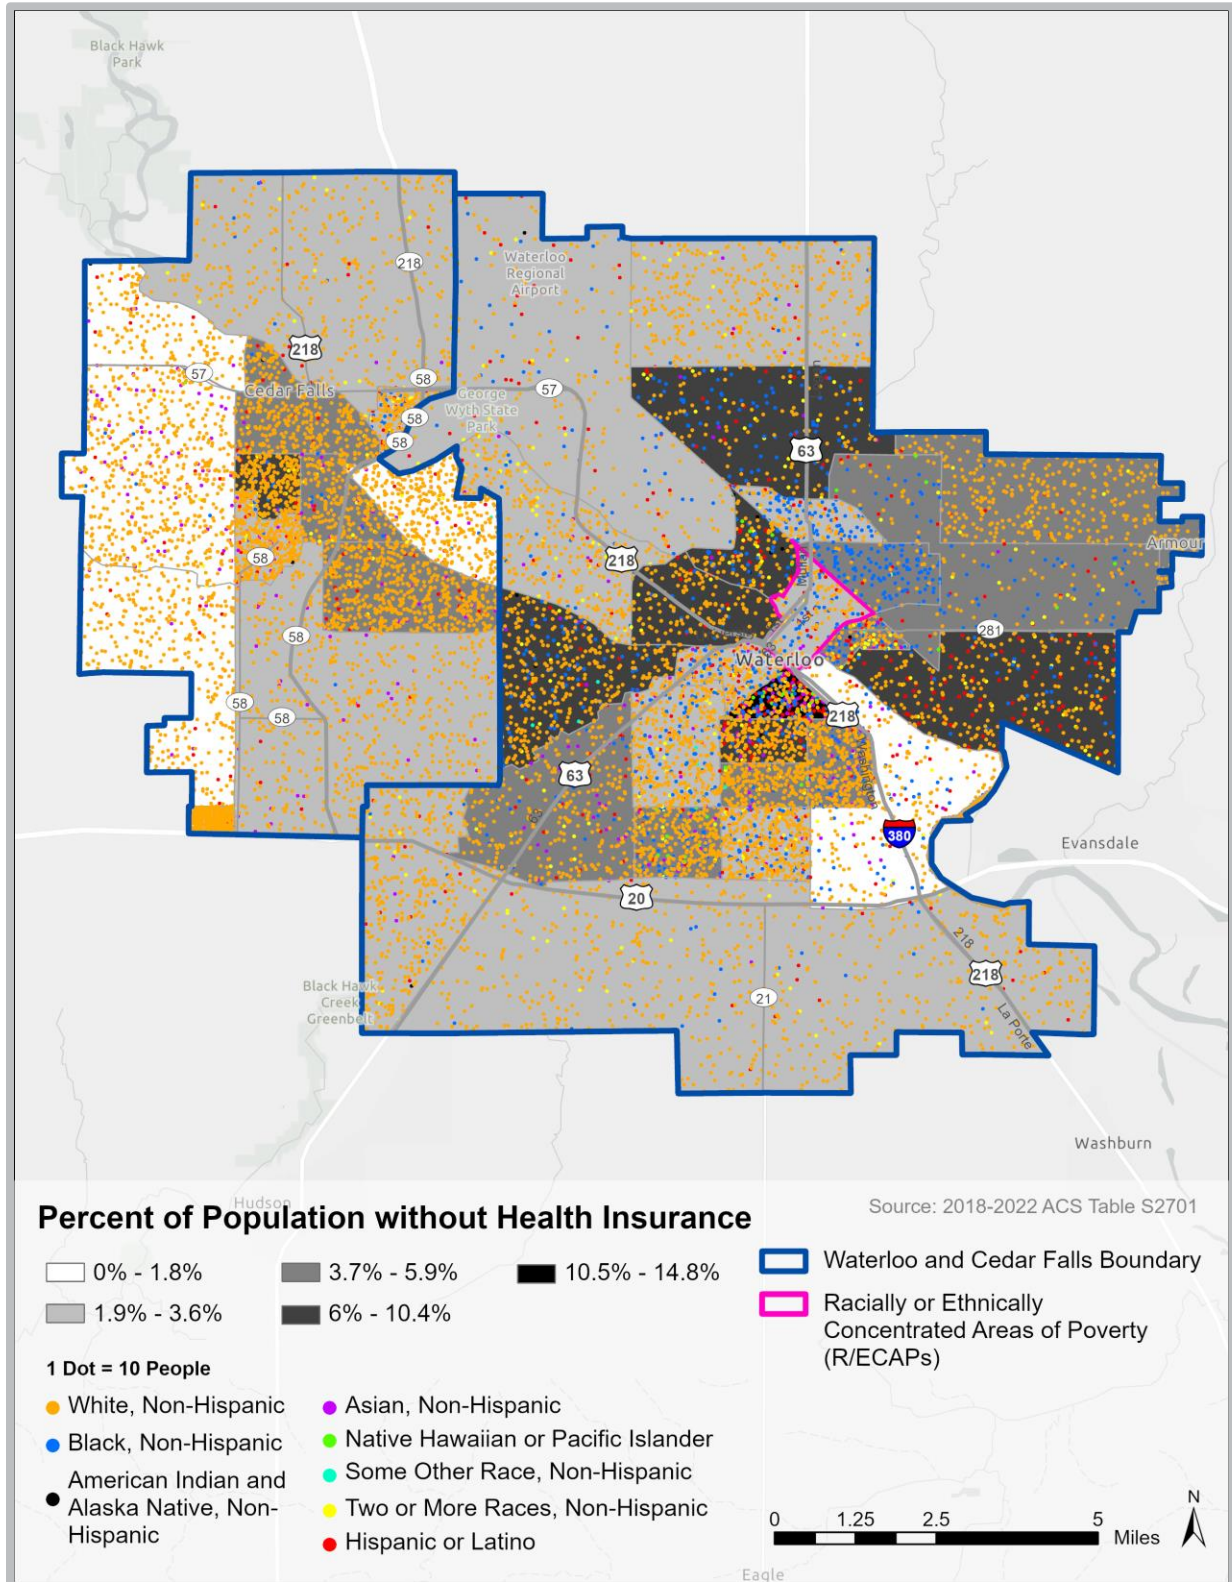 Black Hawk
Park
Waterloo
Regional
Airport
218
218
57
Cedar Falls
58
57
George
Wyth State
Park
58
58
63
58
218
Armour
58
281
Waterloo
58
58
218
63
63
Washington
63
380
Evansdale
20
218
218
21
La Porte
Black Hawk
Creek
Greenbelt
Washburn
Hudson
Percent of Population without Health Insurance
Source: 2018-2022 ACS Table S2701
0% - 1.8%
3.7% - 5.9%
10.5% - 14.8%
1.9% - 3.6%
6% - 10.4%
Waterloo and Cedar Falls Boundary
Racially or Ethnically
Concentrated Areas of Poverty
(R/ECAPs)
1 Dot = 10 People
White, Non-Hispanic
Black, Non-Hispanic
American Indian and
Alaska Native, Non-
Hispanic
Asian, Non-Hispanic
Native Hawaiian or Pacific Islander
Some Other Race, Non-Hispanic
Two or More Races, Non-Hispanic
Hispanic or Latino
0 1.25 2.5 5
Miles
N
Eagle